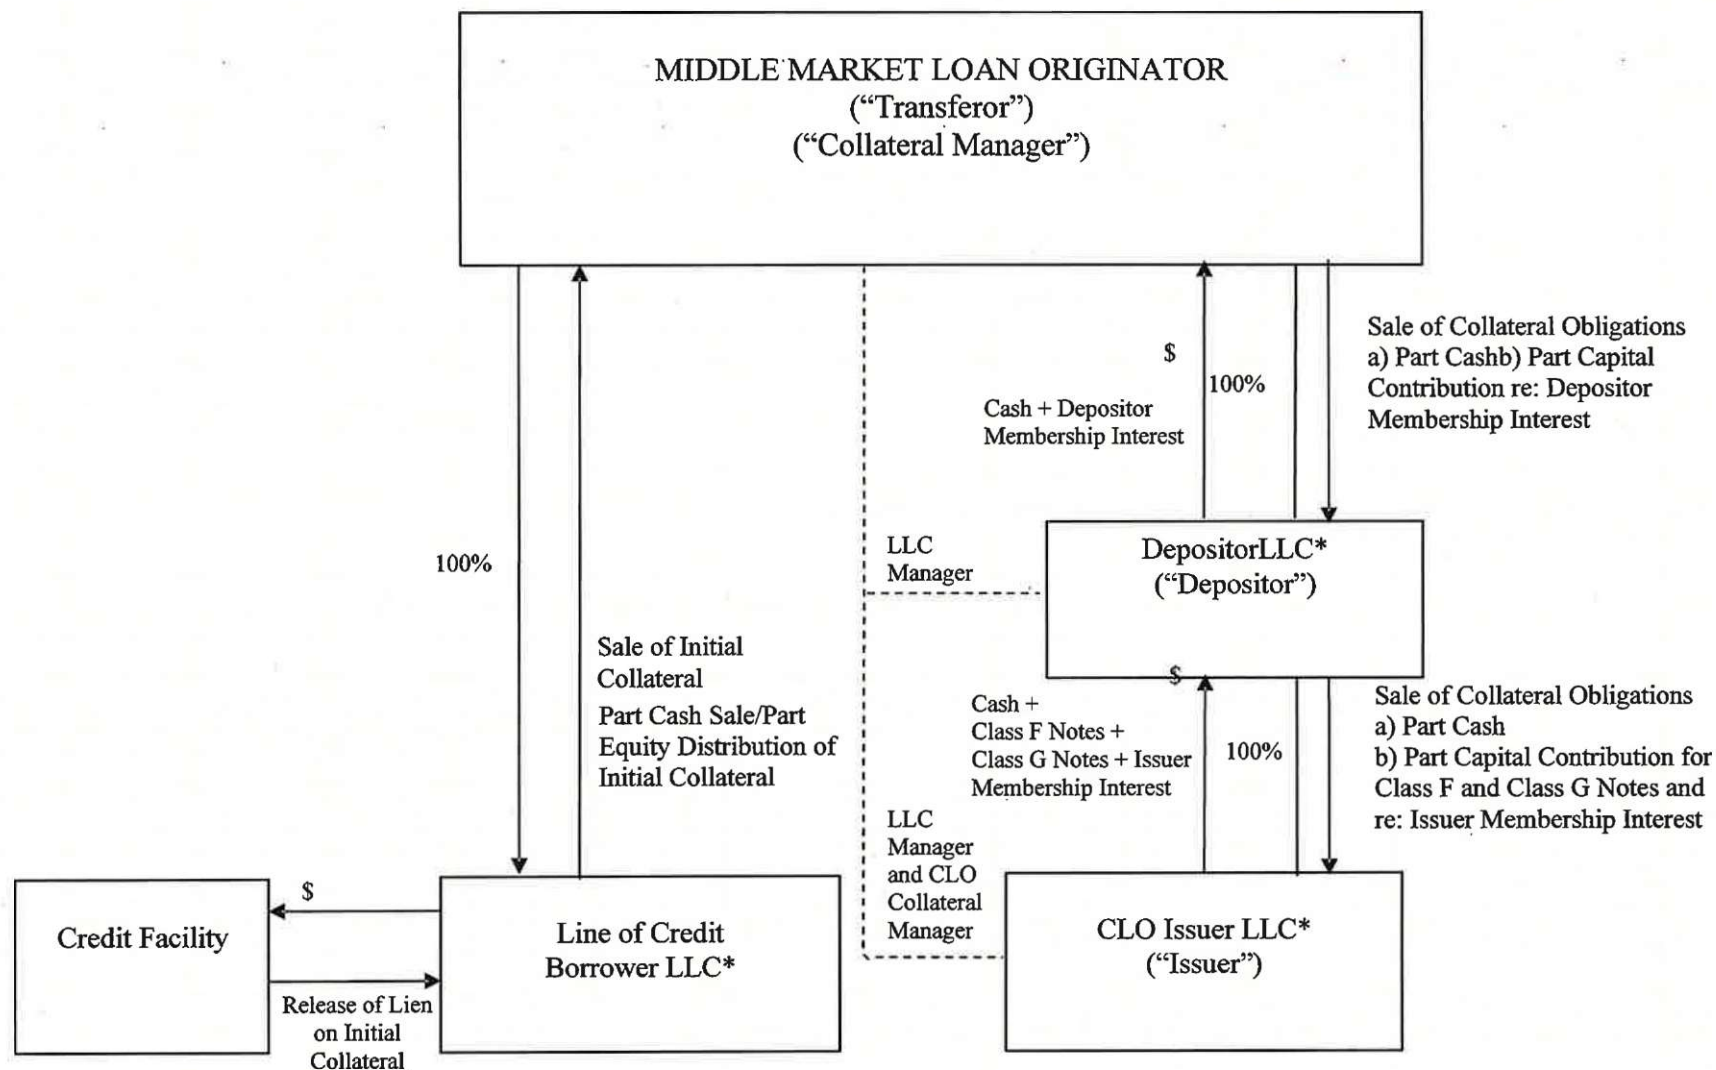 MIDDLE MARKET LOAN ORIGINATOR
(“Transferor”)
(“Collateral Manager”)
Sale of Collateral Obligations
a) Part Cashb) Part Capital
Contribution re: Depositor
Membership Interest
$
100%
Cash + Depositor
Membership Interest
100%
LLC
Manager
DepositorLLC*
(“Depositor”)
Sale of Initial
Collateral
Part Cash Sale/Part
Equity Distribution of
Initial Collateral
$
Cash +
Class F Notes +
Class G Notes + Issuer
Membership Interest
100%
Sale of Collateral Obligations
a) Part Cash
b) Part Capital Contribution for
Class F and Class G Notes and
re: Issuer Membership Interest
LLC
Manager
and CLO
Collateral
Manager
$
Credit Facility
Release of Lien
on Initial
Collateral
Line of Credit
Borrower LLC*
CLO Issuer LLC*
(“Issuer”)